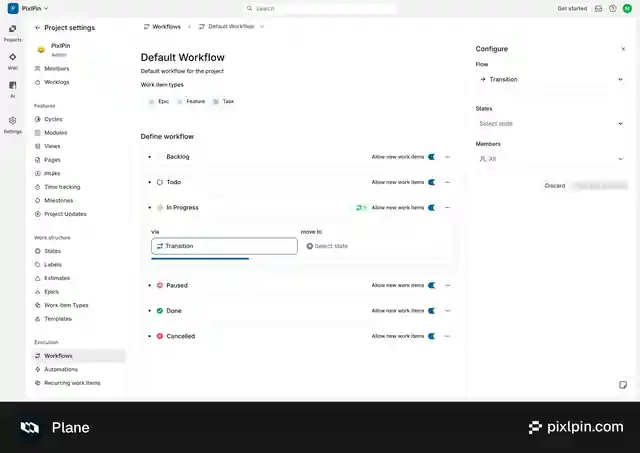 PixlPin
Search
Get started
M
Projects
Wiki
AI
Settings
Project settings
PixlPin
Admin
Members
Worklogs
Features
Cycles
Modules
Views
Pages
Intake
Time tracking
Milestones
Project Updates
Work structure
States
Labels
Estimates
Epics
Work item Types
Templates
Execution
Workflows
Automations
Recurring work items
Workflows
Default Workflow
Default Workflow
Default workflow for the project
Work item types
Epic Feature Task
Define workflow
Backlog Allow new work items
Todo Allow new work items
In Progress Allow new work items
via move to
Transition Select state
Paused Allow new work items
Done Allow new work items
Cancelled Allow new work items
Configure
Flow
Transition
States
Select state
Members
All
Discard
Plane
pixlpin.com